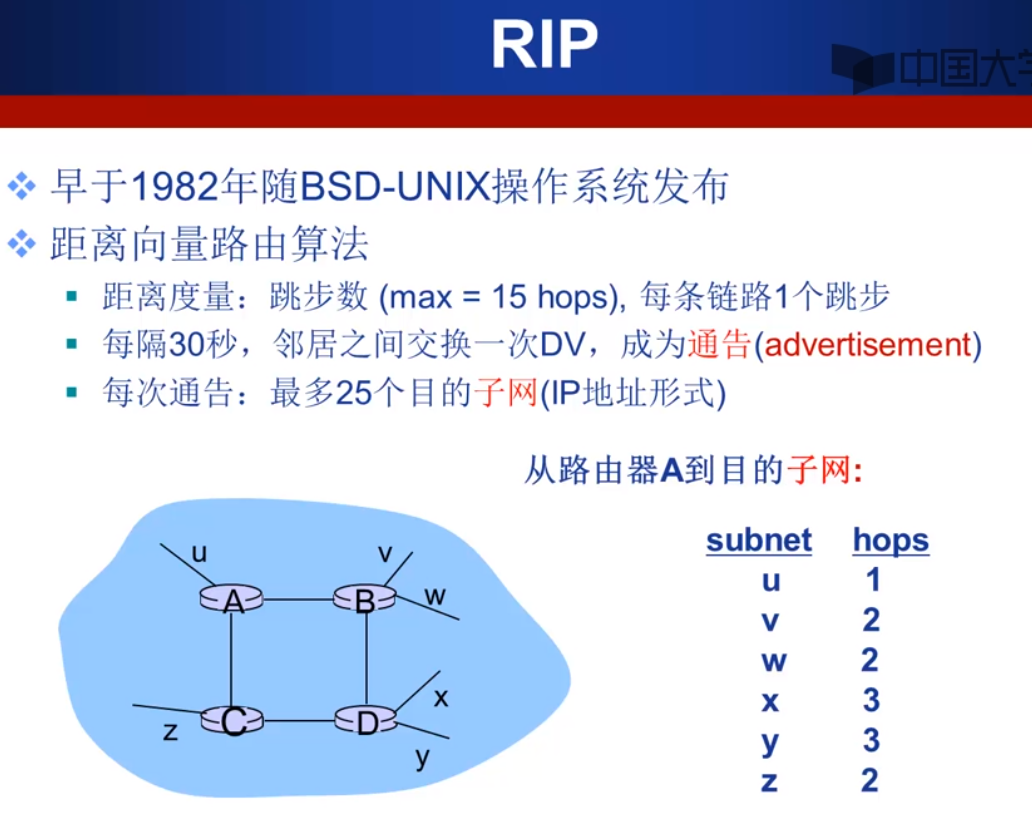 RIP
中国大学
早于1982年随BSD-UNIX操作系统发布
距离向量路由算法
距离度量：跳步数 (max = 15 hops), 每条链路1个跳步
每隔30秒，邻居之间交换一次DV，成为通告(advertisement)
每次通告：最多25个目的子网(IP地址形式)
从路由器A到目的子网:
subnet hops
u 1
v 2
w 2
x 3
y 3
z 2
u
v
A
B
w
x
C
D
z
y